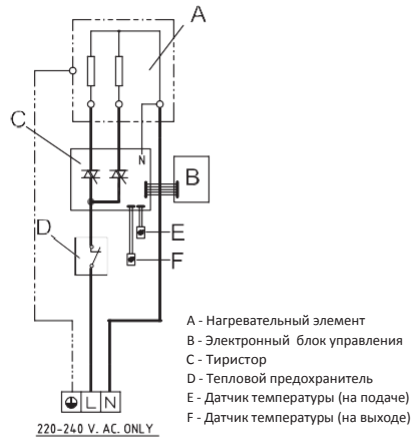 A
C
N
B
D
E
F
L N
220-240 V. AC. ONLY
A - Нагревательный элемент
B - Электронный блок управления
C - Тиристор
D - Тепловой предохранитель
E - Датчик температуры (на подаче)
F - Датчик температуры (на выходе)